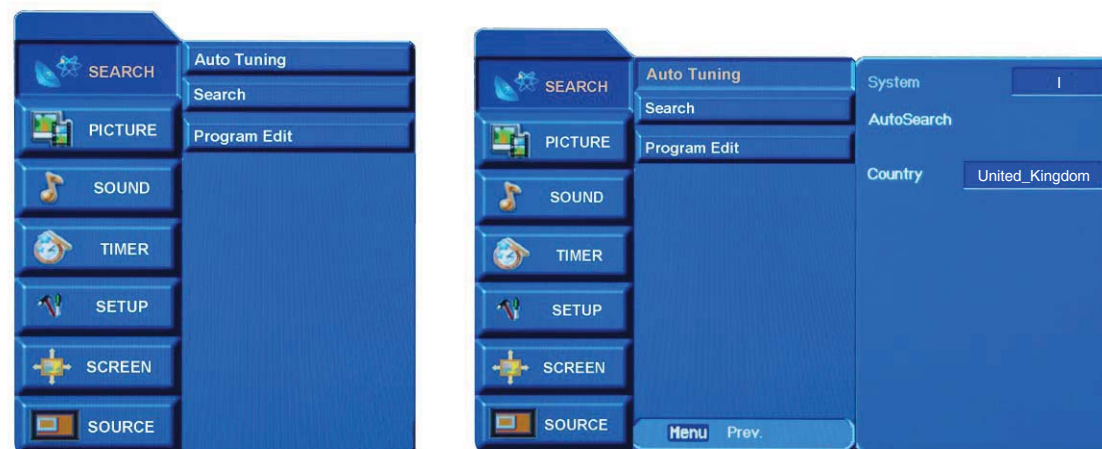 SEARCH
PICTURE
SOUND
TIMER
SETUP
SCREEN
SOURCE
Auto Tuning
Search
Program Edit
SEARCH
PICTURE
SOUND
TIMER
SETUP
SCREEN
SOURCE
Auto Tuning
Search
Program Edit
Menu Prev.
System I
AutoSearch
Country United_Kingdom